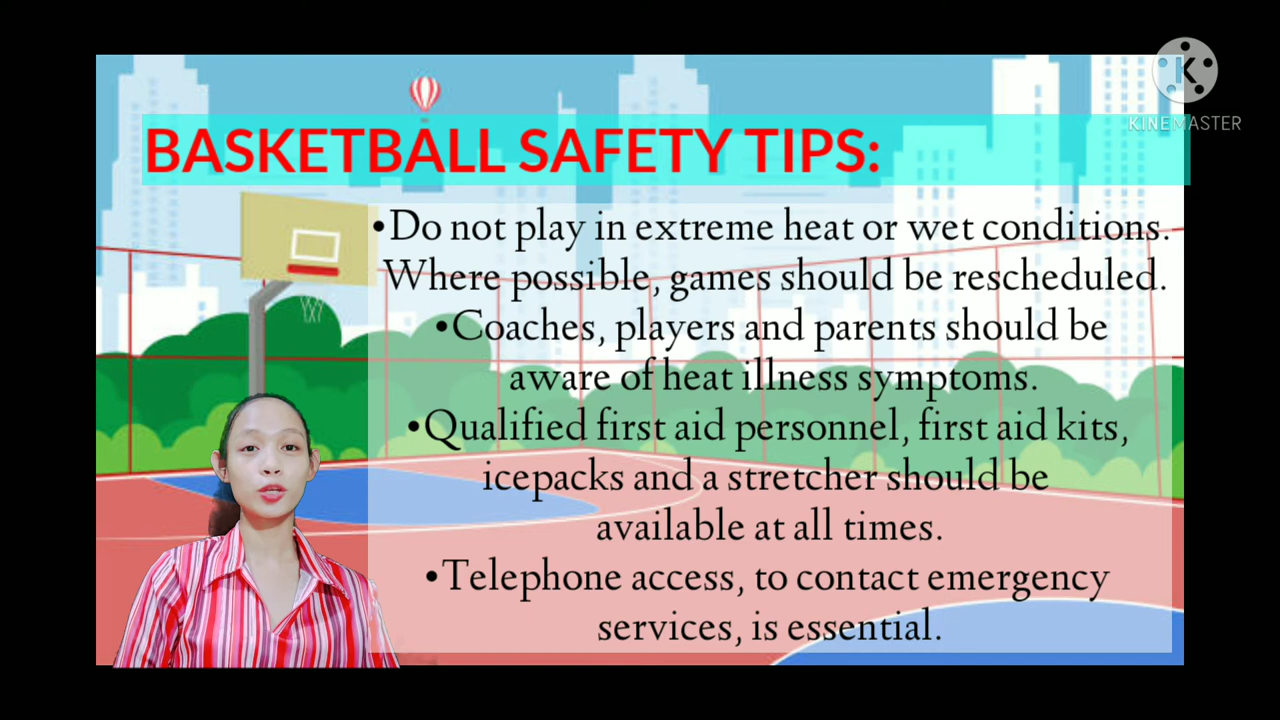 KINEMASTER
BASKETBALL SAFETY TIPS:
•Do not play in extreme heat or wet conditions.
Where possible, games should be rescheduled.
•Coaches, players and parents should be
aware of heat illness symptoms.
•Qualified first aid personnel, first aid kits,
icepacks and a stretcher should be
available at all times.
•Telephone access, to contact emergency
services, is essential.